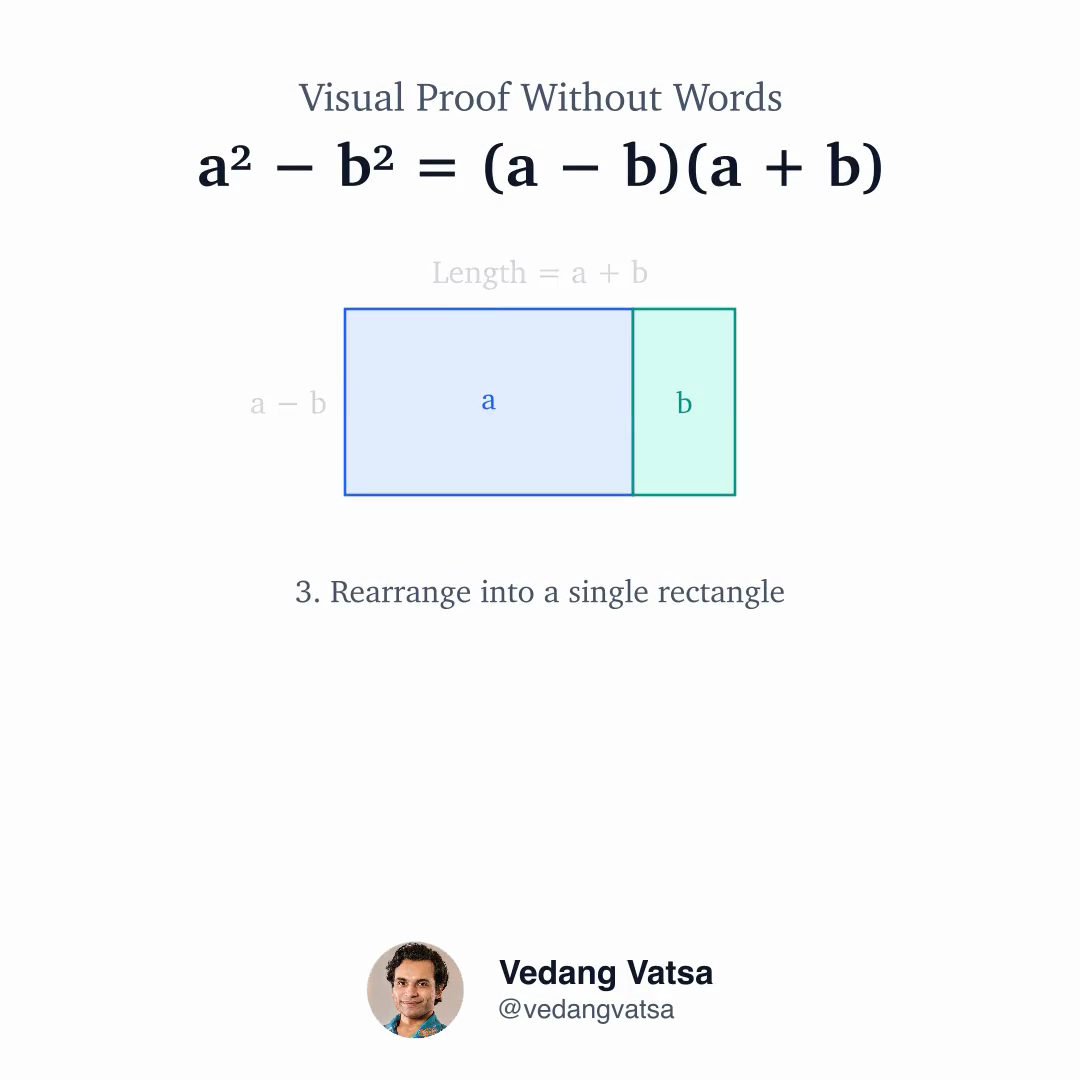 Visual Proof Without Words
a² − b² = (a − b)(a + b)
Length = a + b
a − b
a
b
3. Rearrange into a single rectangle
Vedang Vatsa
@vedangvatsa